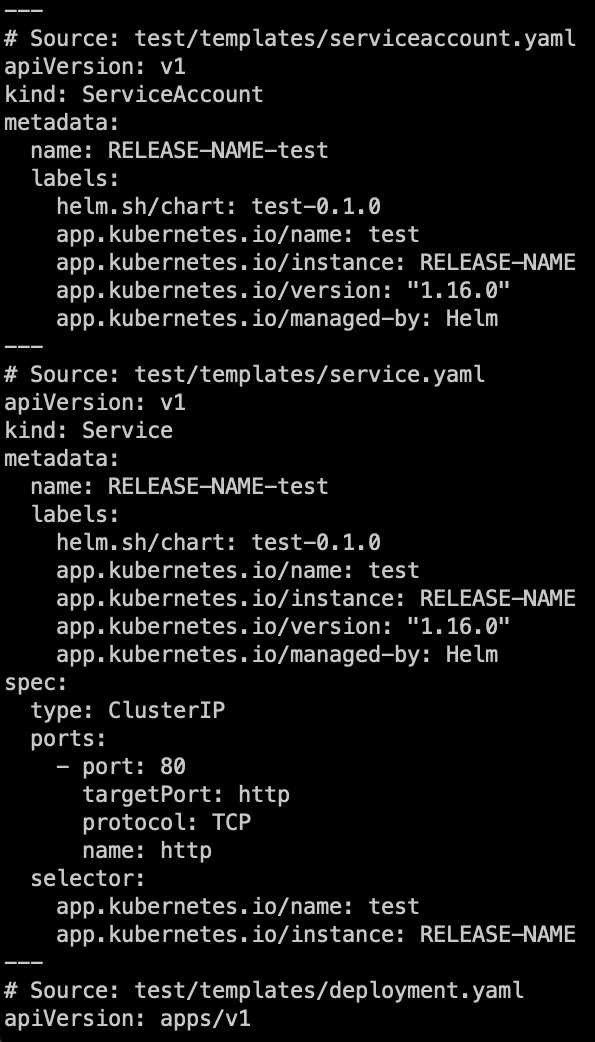 ---
# Source: test/templates/serviceaccount.yaml
apiVersion: v1
kind: ServiceAccount
metadata:
  name: RELEASE-NAME-test
  labels:
    helm.sh/chart: test-0.1.0
    app.kubernetes.io/name: test
    app.kubernetes.io/instance: RELEASE-NAME
    app.kubernetes.io/version: "1.16.0"
    app.kubernetes.io/managed-by: Helm
---
# Source: test/templates/service.yaml
apiVersion: v1
kind: Service
metadata:
  name: RELEASE-NAME-test
  labels:
    helm.sh/chart: test-0.1.0
    app.kubernetes.io/name: test
    app.kubernetes.io/instance: RELEASE-NAME
    app.kubernetes.io/version: "1.16.0"
    app.kubernetes.io/managed-by: Helm
spec:
  type: ClusterIP
  ports:
    - port: 80
      targetPort: http
      protocol: TCP
      name: http
  selector:
    app.kubernetes.io/name: test
    app.kubernetes.io/instance: RELEASE-NAME
---
# Source: test/templates/deployment.yaml
apiVersion: apps/v1